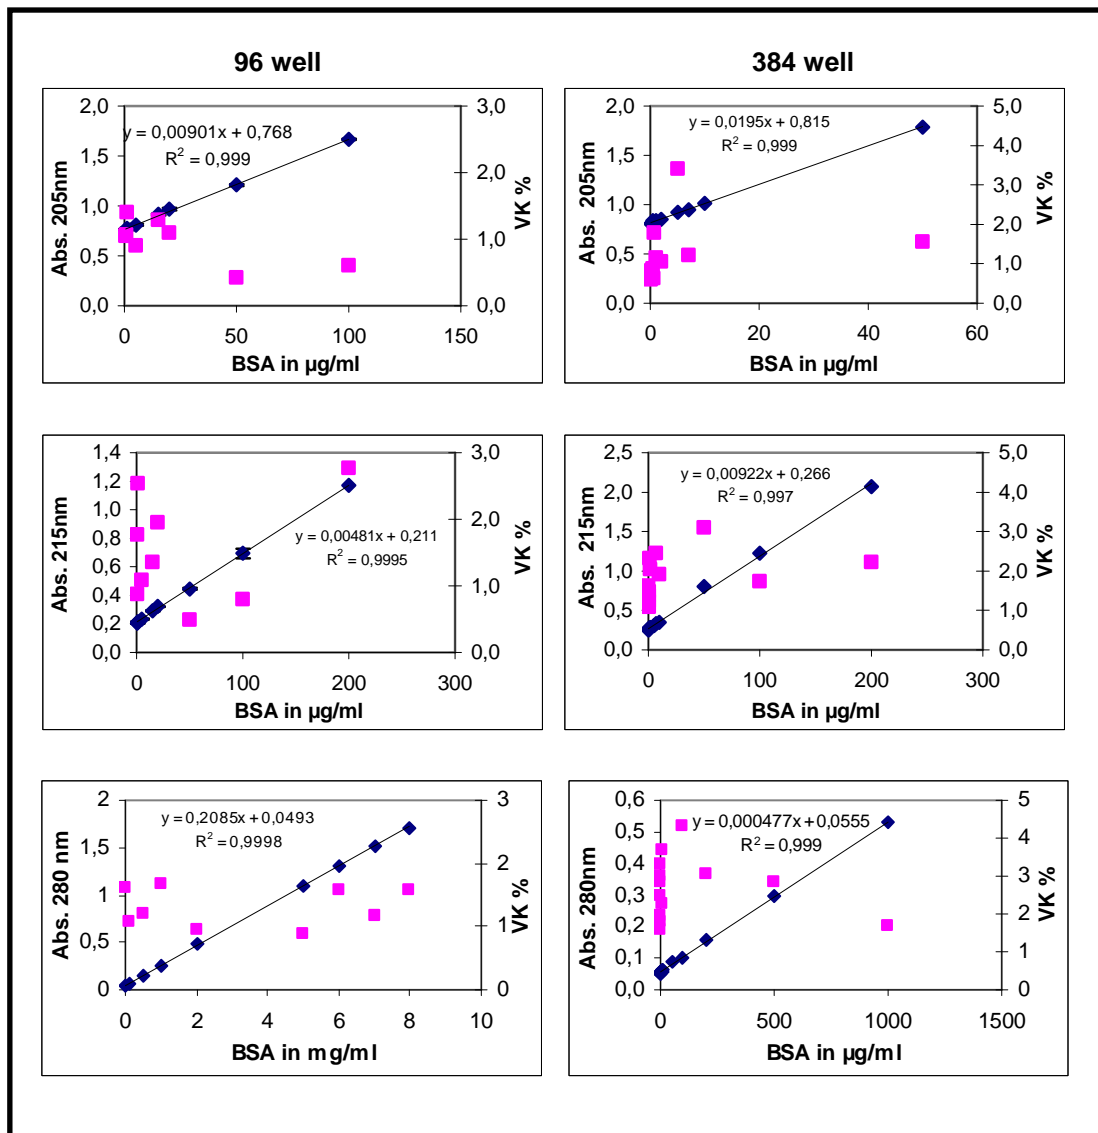 96 well
384 well
2,0
1,5
1,0
0,5
0,0
Abs. 205nm
y = 0,00901x + 0,768
R² = 0,999
3,0
2,0
1,0
0,0
VK %
0 50 100 150
BSA in µg/ml
2,0
1,5
1,0
0,5
0,0
Abs. 205nm
y = 0,0195x + 0,815
R² = 0,999
5,0
4,0
3,0
2,0
1,0
0,0
VK %
0 20 40 60
BSA in µg/ml
1,4
1,2
1,0
0,8
0,6
0,4
0,2
0,0
Abs. 215nm
y = 0,00481x + 0,211
R² = 0,9995
3,0
2,0
1,0
0,0
VK %
0 100 200 300
BSA in µg/ml
2,5
2,0
1,5
1,0
0,5
0,0
Abs. 215nm
y = 0,00922x + 0,266
R² = 0,997
5,0
4,0
3,0
2,0
1,0
0,0
VK %
0 100 200 300
BSA in µg/ml
2
1,5
1
0,5
0
Abs. 280 nm
y = 0,2085x + 0,0493
R² = 0,9998
3
2
1
0
VK %
0 2 4 6 8 10
BSA in mg/ml
0,6
0,5
0,4
0,3
0,2
0,1
0,0
Abs. 280nm
y = 0,000477x + 0,0555
R² = 0,999
5
4
3
2
1
0
VK %
0 500 1000 1500
BSA in µg/ml